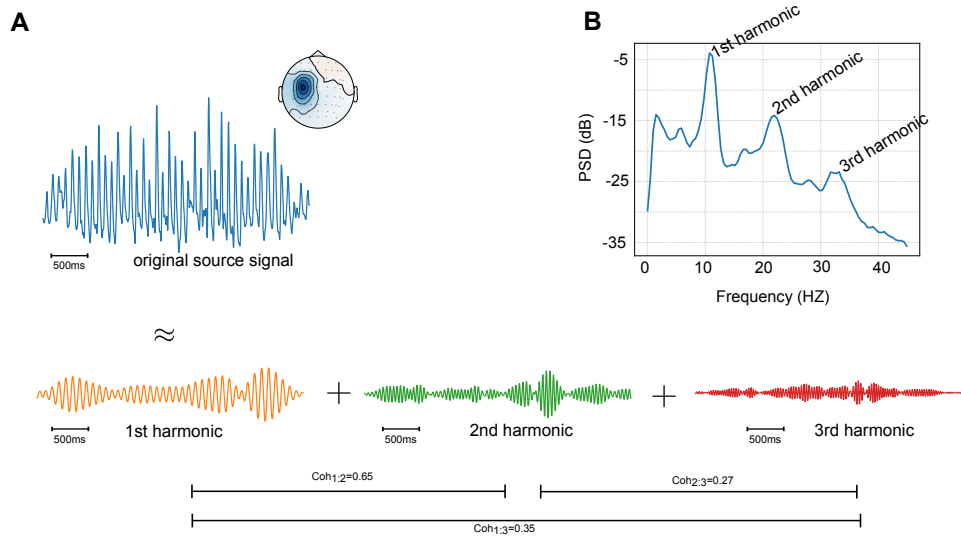 A
500ms
original source signal
B
1st harmonic
2nd harmonic
3rd harmonic
PSD (dB)
-5
-15
-25
-35
0 10 20 30 40
Frequency (HZ)
≈
+
+
500ms
1st harmonic
500ms
2nd harmonic
500ms
3rd harmonic
Coh1:2=0.65
Coh2:3=0.27
Coh1:3=0.35